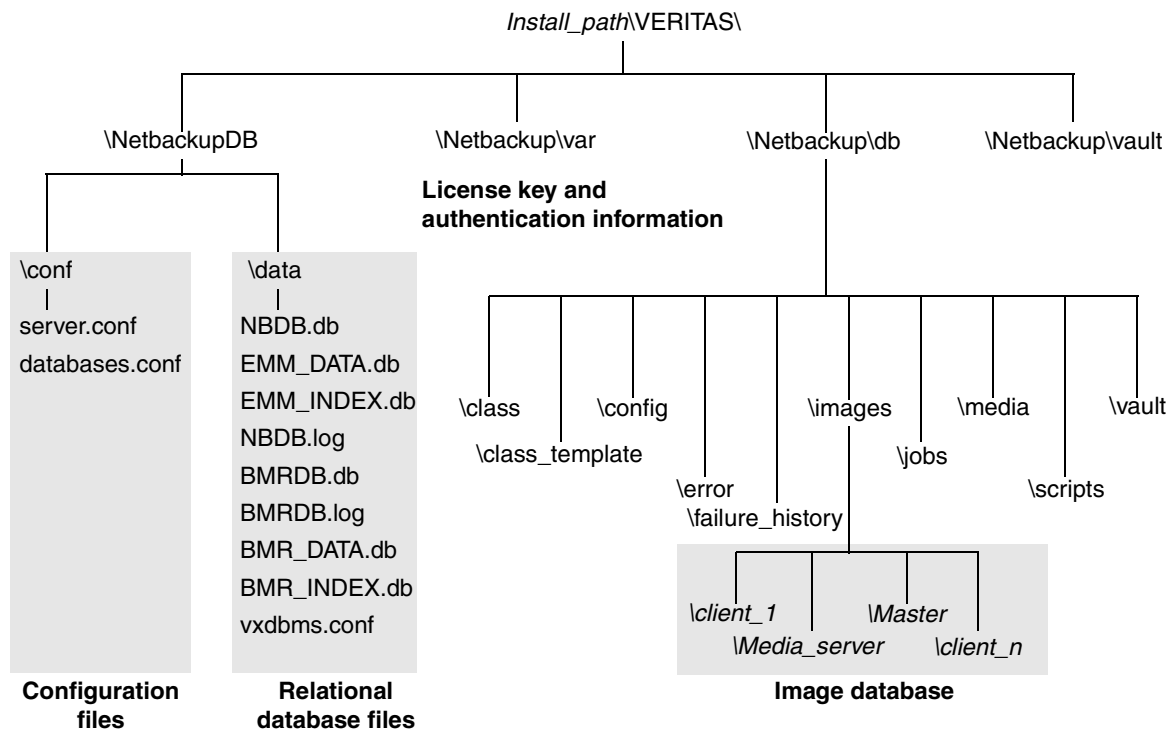 Install_path\VERITAS\
\NetbackupDB
\Netbackup\var
\Netbackup\db
\Netbackup\vault
License key and
authentication information
\conf
server.conf
databases.conf
\data
NBDB.db
EMM_DATA.db
EMM_INDEX.db
NBDB.log
BMRDB.db
BMRDB.log
BMR_DATA.db
BMR_INDEX.db
vxdbms.conf
\class
\config
\images
\media
\vault
\class_template
\jobs
\error
\scripts
\failure_history
\client_1
\Master
\Media_server
\client_n
Configuration
files
Relational
database files
Image database